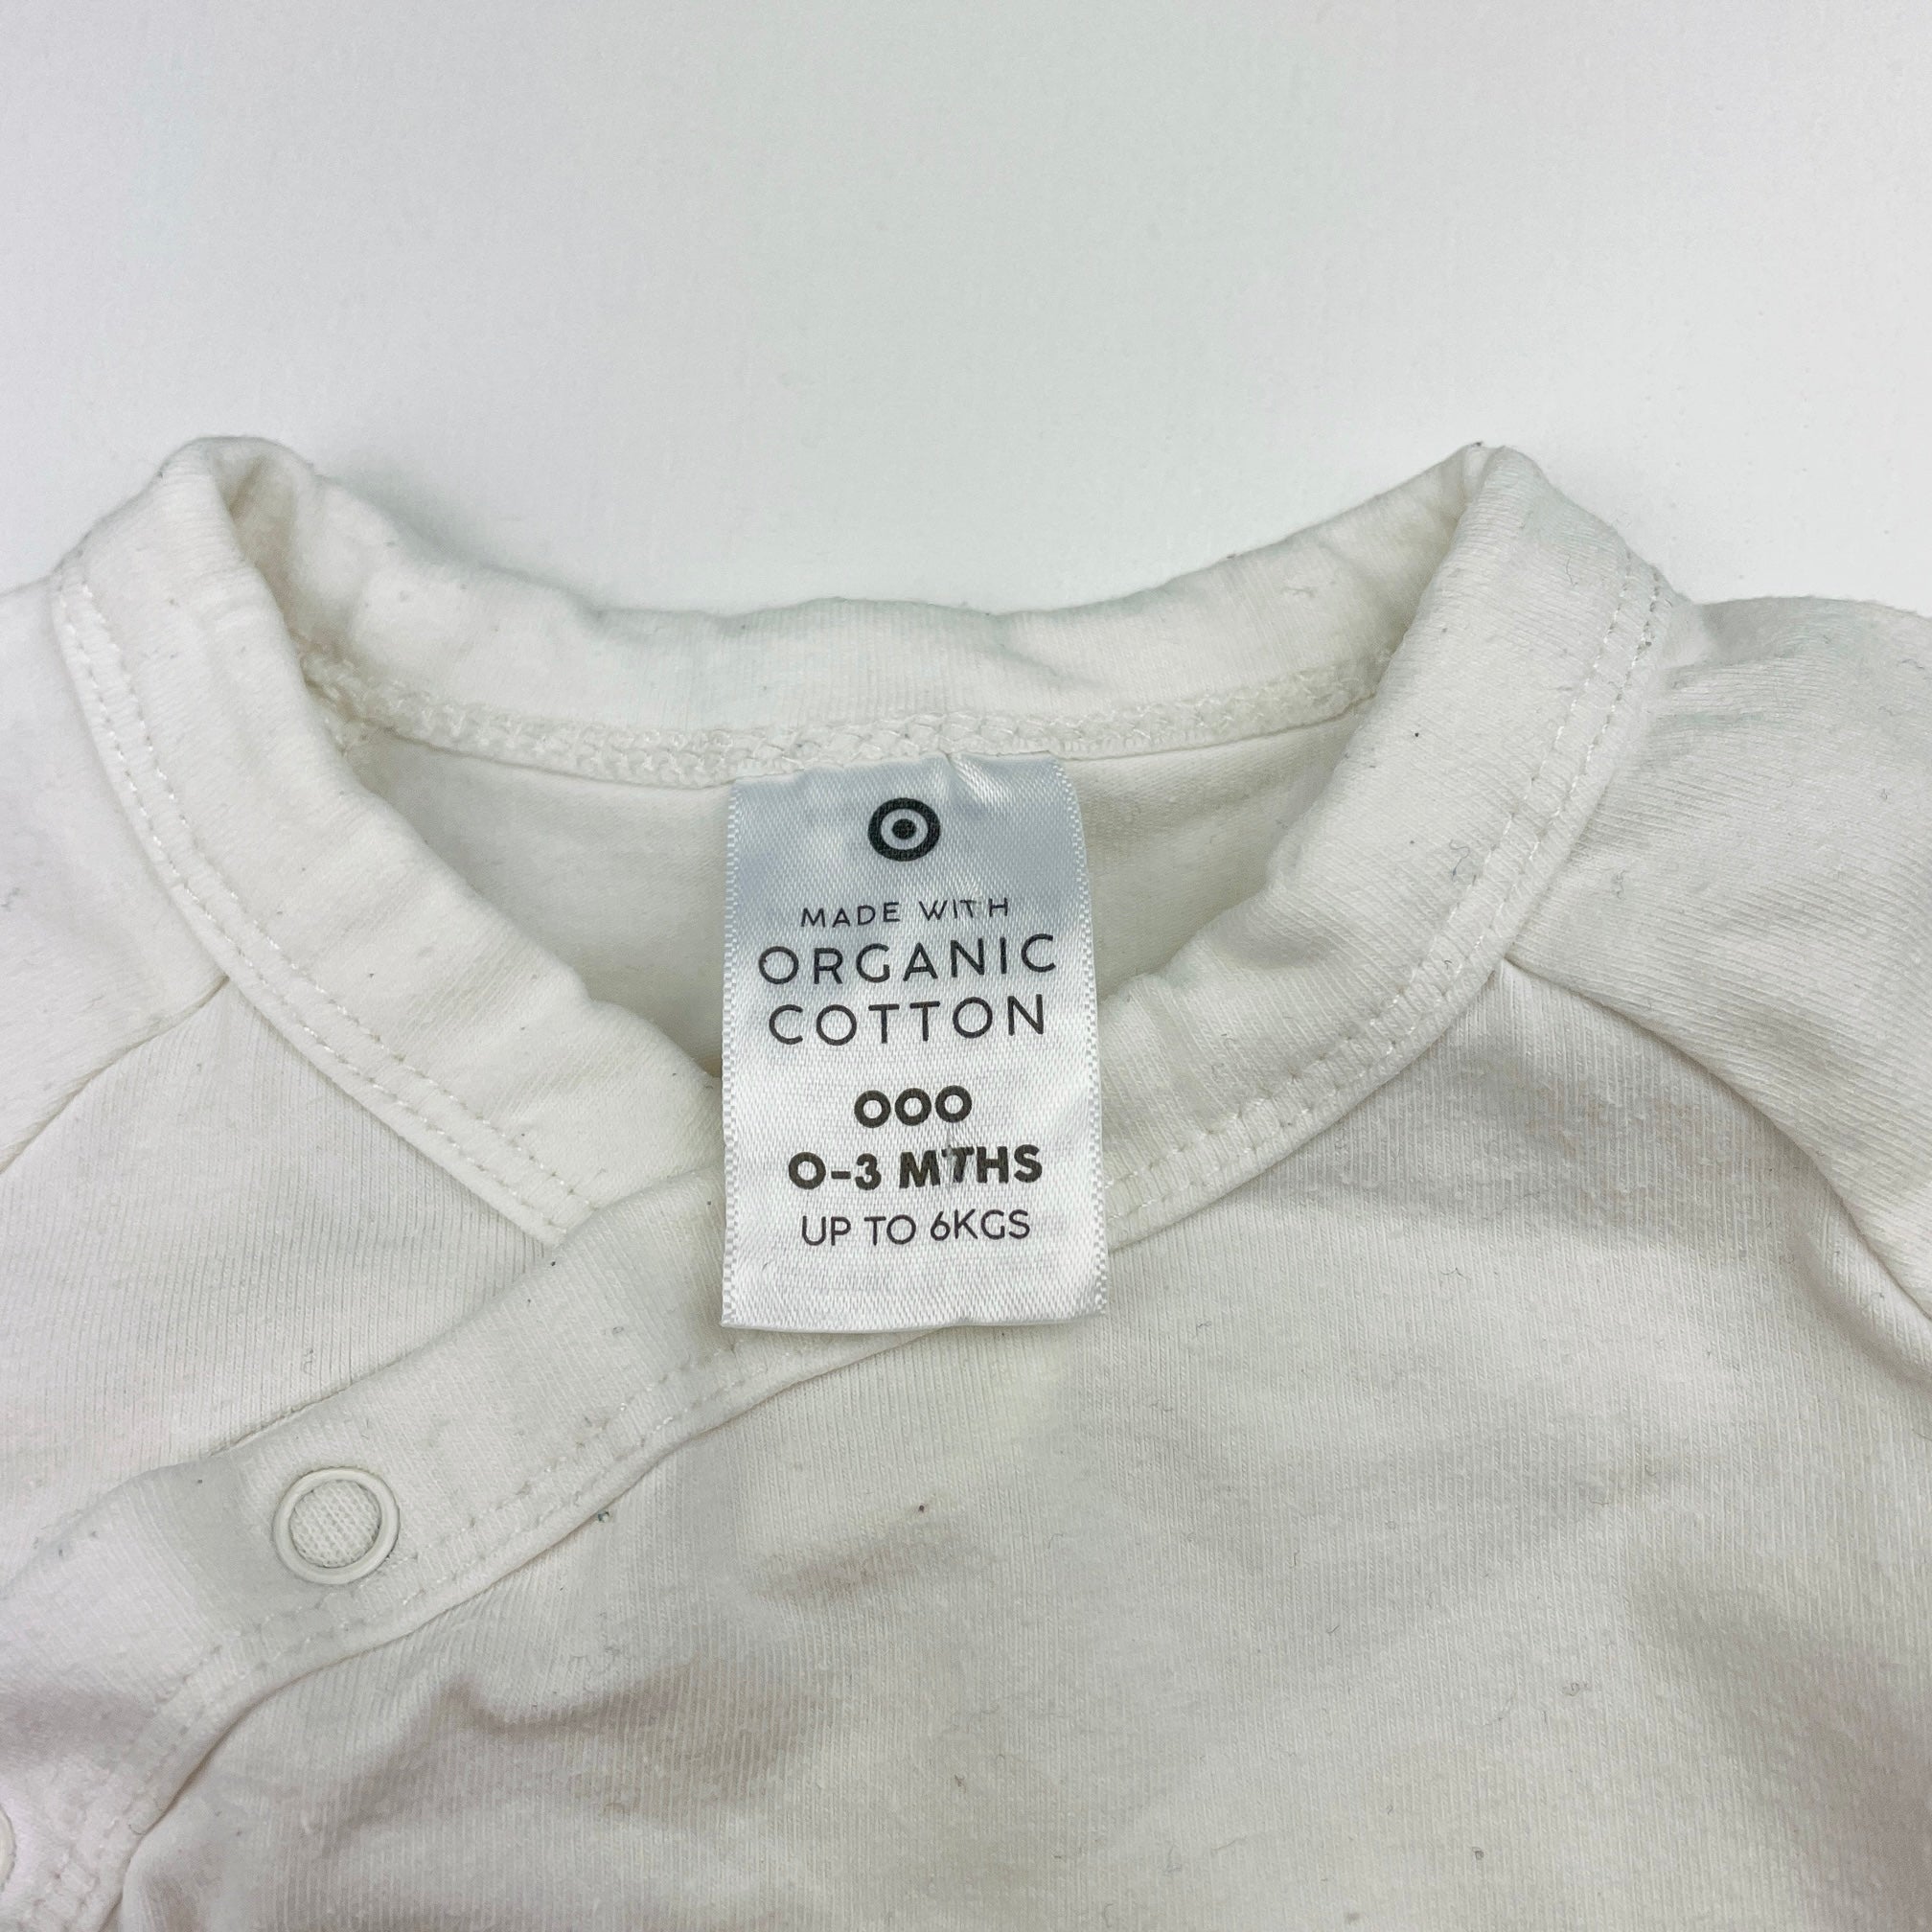 MADE WITH
ORGANIC
COTTON
000
0-3 MTHS
UP TO 6KGS